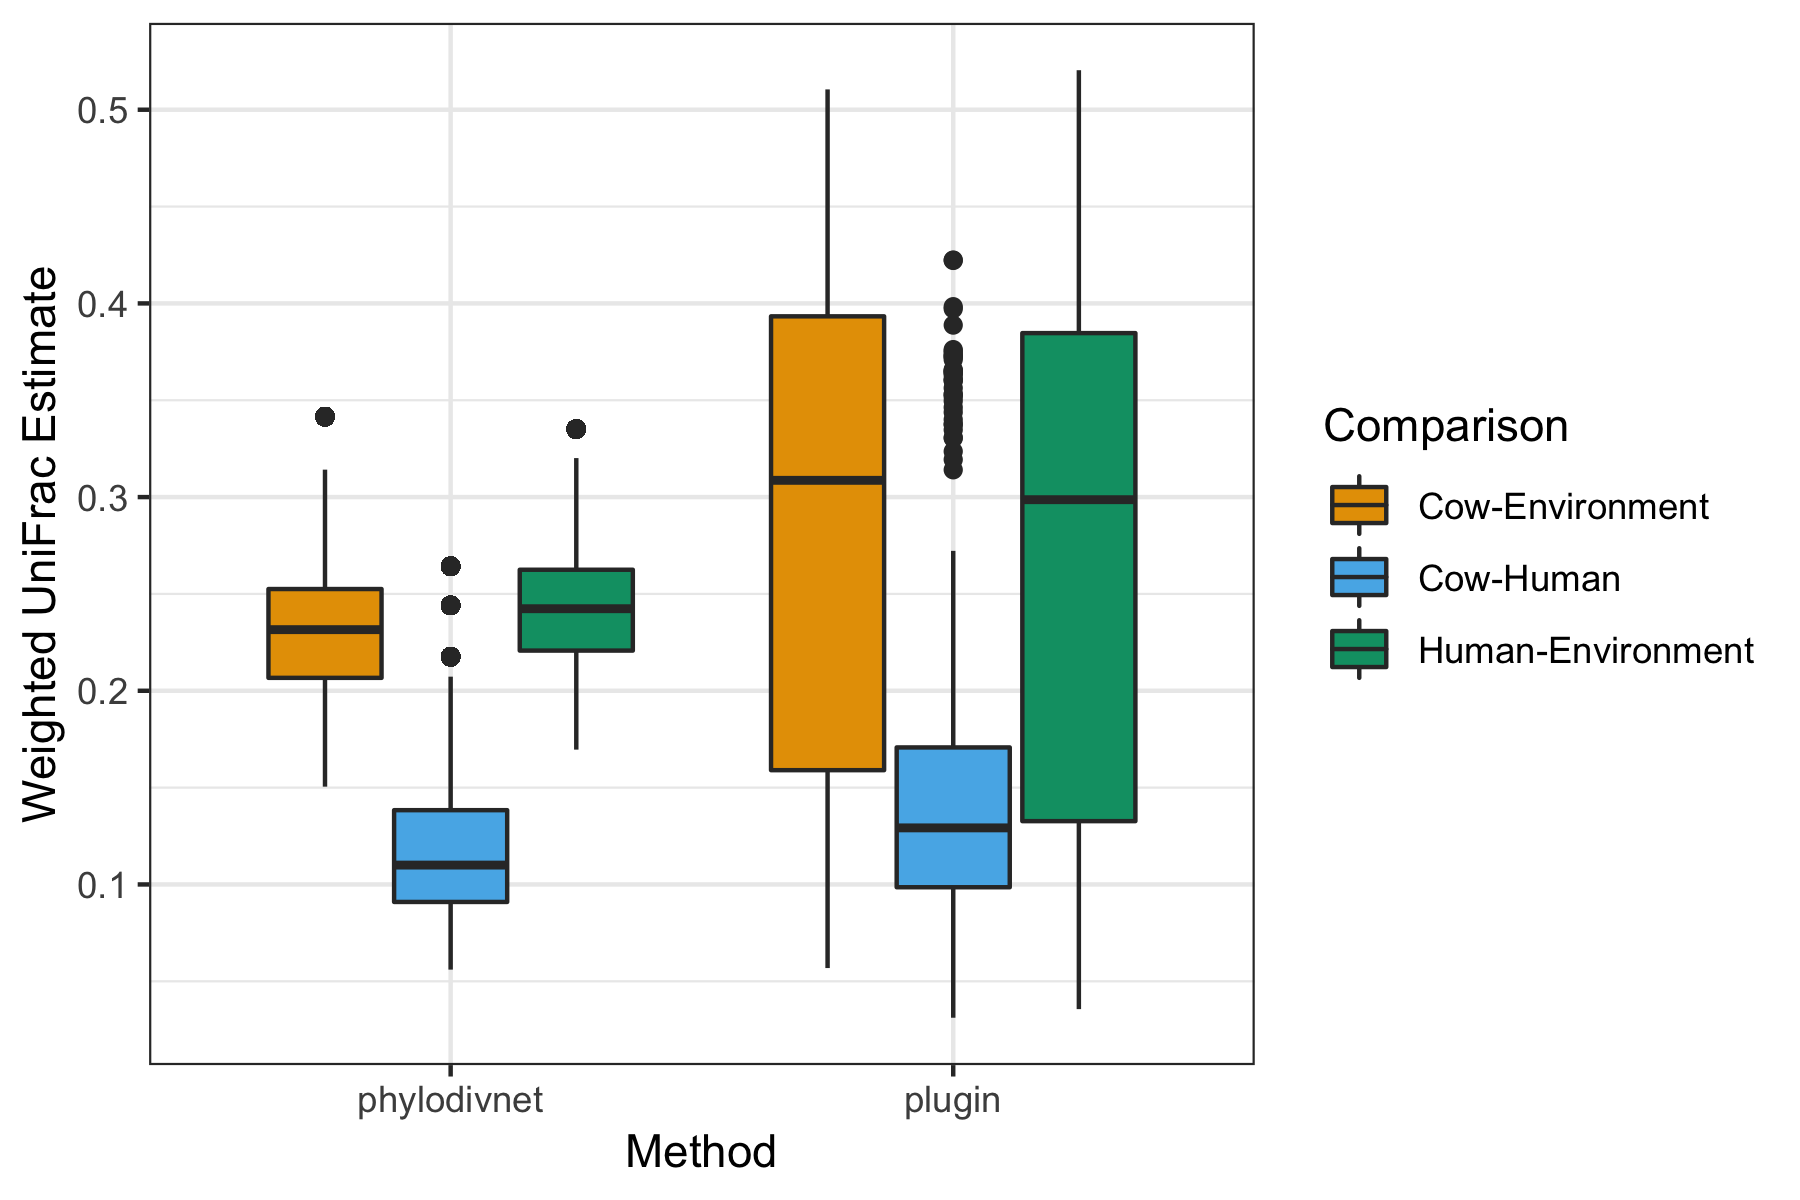 Weighted UniFrac Estimate
0.5
0.4
0.3
0.2
0.1
phylodivnet
plugin
Method
Comparison
Cow-Environment
Cow-Human
Human-Environment